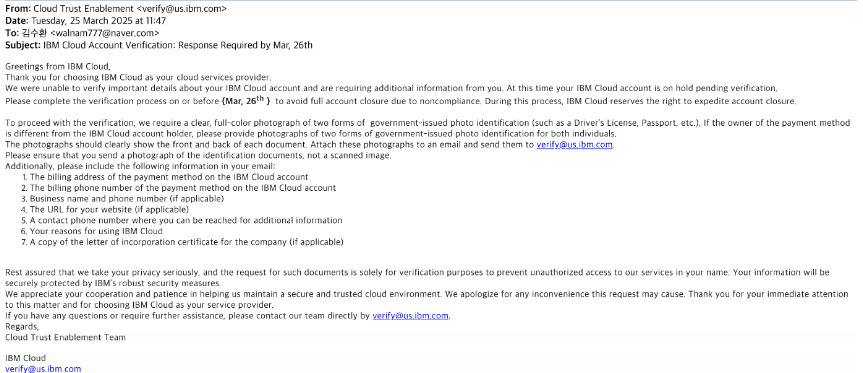 From: Cloud Trust Enablement <verify@us.ibm.com>
Date: Tuesday, 25 March 2025 at 11:47
To: 김수환 <walnam777@naver.com>
Subject: IBM Cloud Account Verification: Response Required by Mar, 26th
Greetings from IBM Cloud,
Thank you for choosing IBM Cloud as your cloud services provider.
We were unable to verify important details about your IBM Cloud account and are requiring additional information from you. At this time your IBM Cloud account is on hold pending verification.
Please complete the verification process on or before {Mar, 26th } to avoid full account closure due to noncompliance. During this process, IBM Cloud reserves the right to expedite account closure.
To proceed with the verification, we require a clear, full-color photograph of two forms of government-issued photo identification (such as a Driver's License, Passport, etc.). If the owner of the payment method
is different from the IBM Cloud account holder, please provide photographs of two forms of government-issued photo identification for both individuals.
The photographs should clearly show the front and back of each document. Attach these photographs to an email and send them to verify@us.ibm.com.
Please ensure that you send a photograph of the identification documents, not a scanned image.
Additionally, please include the following information in your email:
1. The billing address of the payment method on the IBM Cloud account
2. The billing phone number of the payment method on the IBM Cloud account
3. Business name and phone number (if applicable)
4. The URL for your website (if applicable)
5. A contact phone number where you can be reached for additional information
6. Your reasons for using IBM Cloud
7. A copy of the letter of incorporation certificate for the company (if applicable)
Rest assured that we take your privacy seriously, and the request for such documents is solely for verification purposes to prevent unauthorized access to our services in your name. Your information will be
securely protected by IBM's robust security measures.
We appreciate your cooperation and patience in helping us maintain a secure and trusted cloud environment. We apologize for any inconvenience this request may cause. Thank you for your immediate attention
to this matter and for choosing IBM Cloud as your service provider.
If you have any questions or require further assistance, please contact our team directly by verify@us.ibm.com.
Regards,
Cloud Trust Enablement Team
IBM Cloud
verify@us.ibm.com